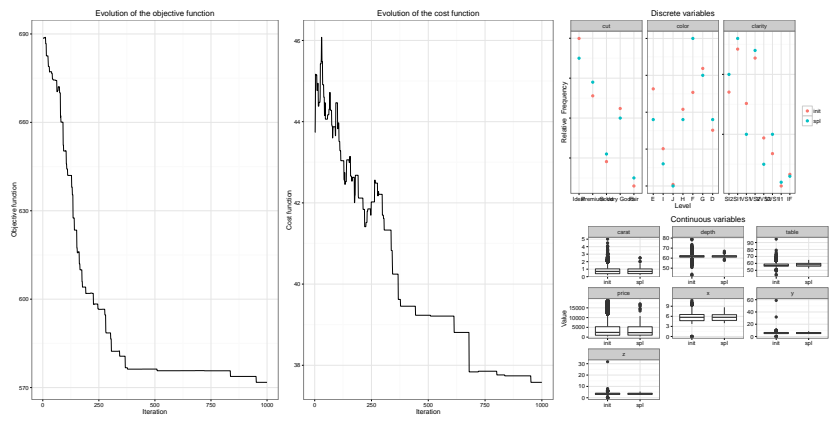 Evolution of the objective function
690
660
630
600
570
0
250
500
750
1000
Iteration
Objective function
Evolution of the cost function
46
44
42
40
38
0
250
500
750
1000
Iteration
Cost function
Discrete variables
cut
color
clarity
Relative Frequency
E I J H F G D
IF
Level
init
spl
Continuous variables
carat
depth
table
5
4
3
2
1
0
80
70
60
50
90
80
70
60
50
init spl
init spl
init spl
price
x
y
15000
10000
5000
0
9
6
3
0
60
40
20
0
init spl
init spl
init spl
z
30
20
10
0
init spl
Value